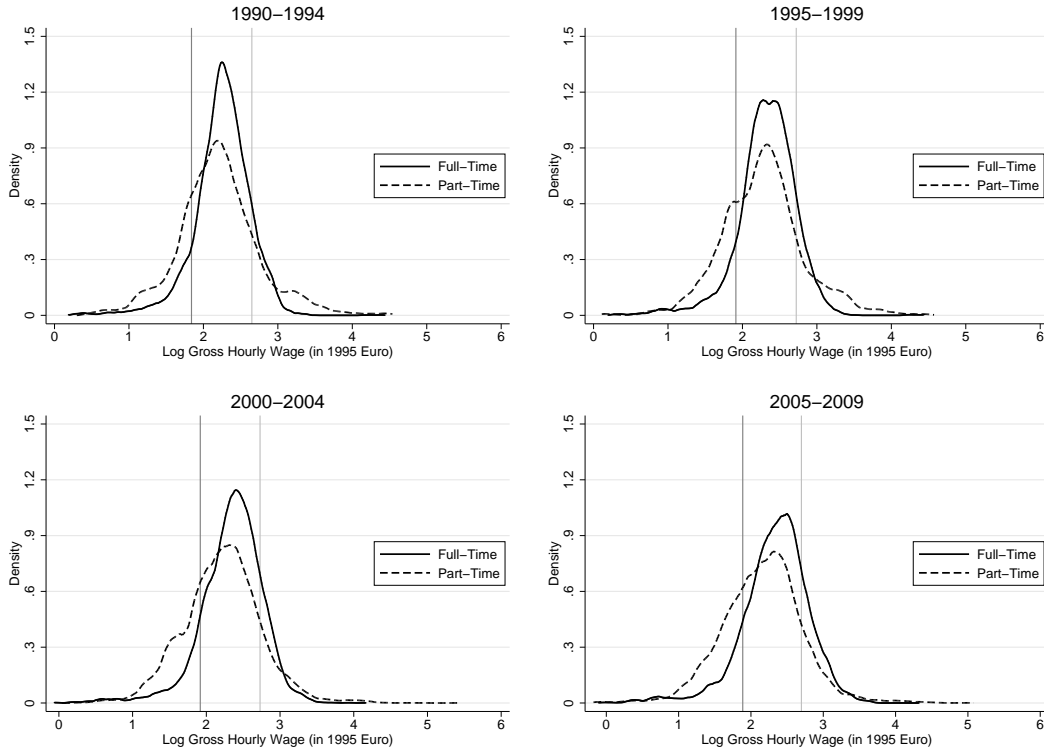 1990−1994
1.5
1.2
.9
.6
.3
0
Density
Full−Time
Part−Time
0 1 2 3 4 5 6
Log Gross Hourly Wage (in 1995 Euro)
1995−1999
1.5
1.2
.9
.6
.3
0
Density
Full−Time
Part−Time
0 1 2 3 4 5 6
Log Gross Hourly Wage (in 1995 Euro)
2000−2004
1.5
1.2
.9
.6
.3
0
Density
Full−Time
Part−Time
0 1 2 3 4 5 6
Log Gross Hourly Wage (in 1995 Euro)
2005−2009
1.5
1.2
.9
.6
.3
0
Density
Full−Time
Part−Time
0 1 2 3 4 5 6
Log Gross Hourly Wage (in 1995 Euro)